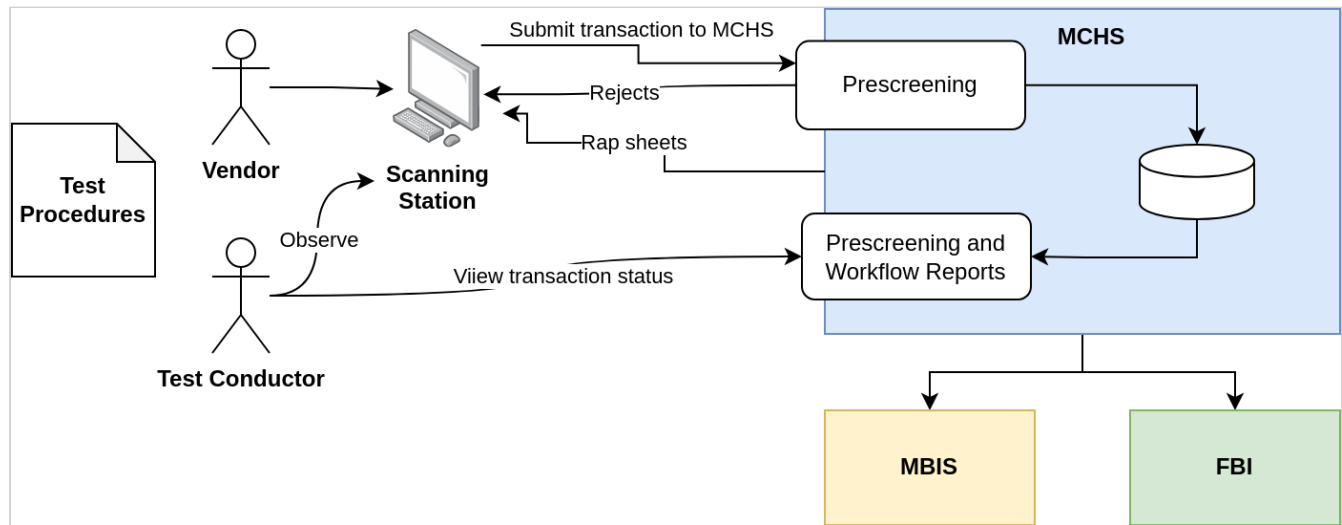 Submit transaction to MCHS
MCHS
Prescreening
Rejects
Rap sheets
Vendor
Scanning
Station
Test
Procedures
Observe
Prescreening and
Workflow Reports
Viiew transaction status
Test Conductor
MBIS
FBI